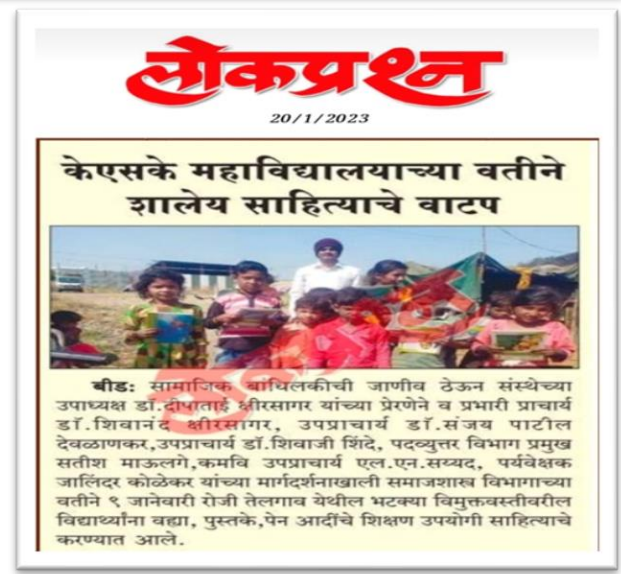 लोकप्रश्न
20/1/2023
केएसके महाविद्यालयाच्या वतीने
शालेय साहित्याचे वाटप
बीड: सामाजिक बांधिलकीची जाणीव ठेऊन संस्थेच्या
उपाध्यक्ष डॉ.दीपाताई क्षीरसागर यांच्या प्रेरणेने व प्रभारी प्राचार्य
डॉ.शिवानंद क्षीरसागर, उपप्राचार्य डॉ.संजय पाटील
देवळाणकर,उपप्राचार्य डॉ.शिवाजी शिंदे, पदव्युत्तर विभाग प्रमुख
सतीश माऊलगे,कमवि उपप्राचार्य एल.एन.सय्यद, पर्यवेक्षक
जालिंदर कोळेकर यांच्या मार्गदर्शनाखाली समाजशास्त्र विभागाच्या
वतीने ९ जानेवारी रोजी तेलगाव येथील भटक्या विमुक्तवस्तीवरील
विद्यार्थ्यांना वह्या, पुस्तके,पेन आदींचे शिक्षण उपयोगी साहित्याचे
करण्यात आले.